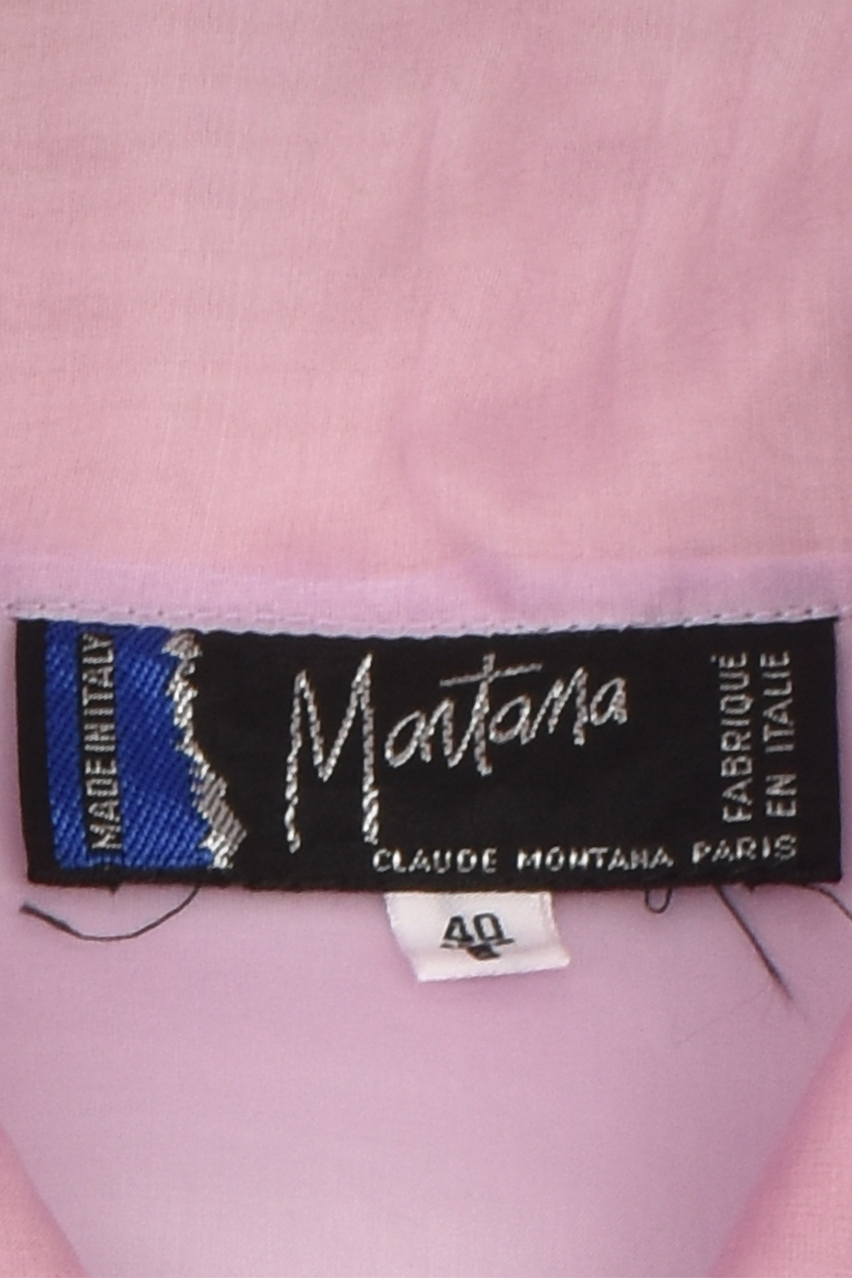 MADE IN ITALY
Montana
CLAUDE MONTANA PARIS
FABRIQUÉ
EN ITALIE
40